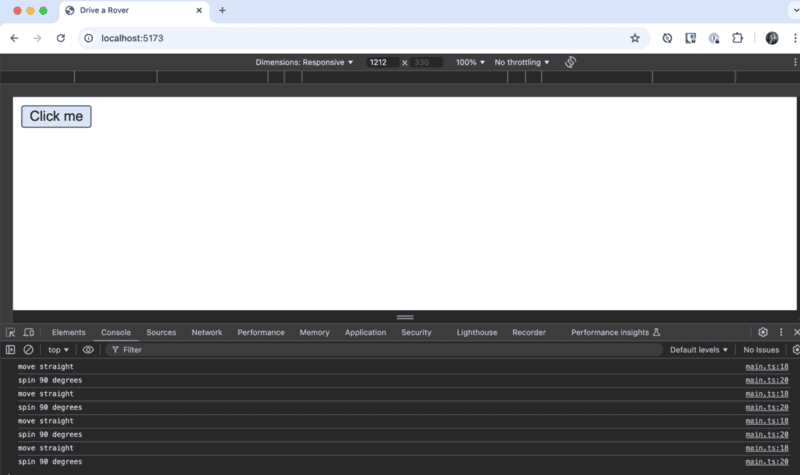 Drive a Rover
localhost:5173
Dimensions: Responsive 1212 x 330 100% No throttling
Click me
Elements Console Sources Network Performance Memory Application Security Lighthouse Recorder Performance insights
top Filter Default levels No Issues
move straight main.ts:18
spin 90 degrees main.ts:20
move straight main.ts:18
spin 90 degrees main.ts:20
move straight main.ts:18
spin 90 degrees main.ts:20
move straight main.ts:18
spin 90 degrees main.ts:20